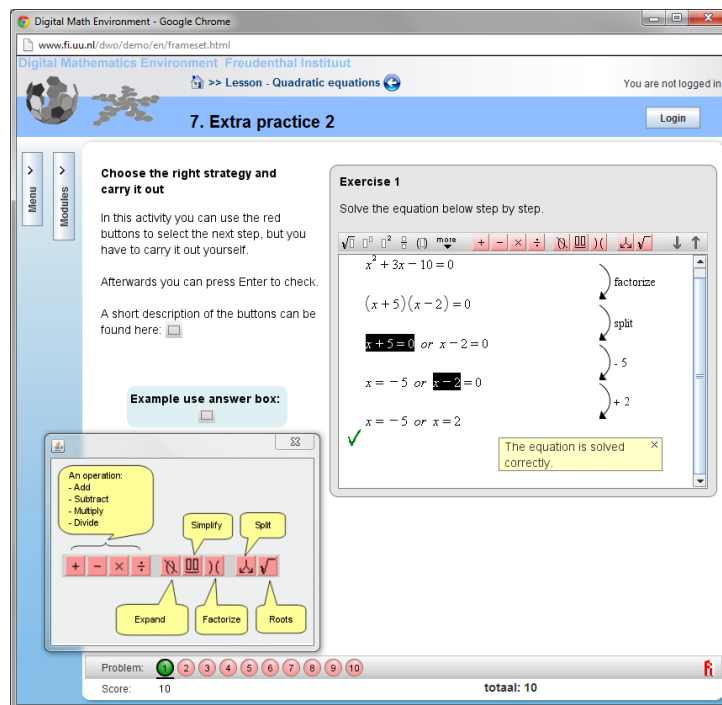 Digital Math Environment - Google Chrome
www.fi.uu.nl/dwo/demo/en/frameset.html
Digital Mathematics Environment Freudenthal Instituut
>> Lesson - Quadratic equations
You are not logged in
7. Extra practice 2
Login
Menu
Modules
Choose the right strategy and
carry it out
In this activity you can use the red
buttons to select the next step, but you
have to carry it out yourself.
Afterwards you can press Enter to check.
A short description of the buttons can be
found here:
Example use answer box:
Exercise 1
Solve the equation below step by step.
more
+ − × ÷
x² + 3x − 10 = 0
factorize
(x + 5)(x − 2) = 0
split
x + 5 = 0 or x − 2 = 0
- 5
x = − 5 or x − 2 = 0
+ 2
x = − 5 or x = 2
The equation is solved
correctly.
An operation:
- Add
- Subtract
- Multiply
- Divide
Simplify
Split
+ − × ÷
Expand
Factorize
Roots
Problem: 1 2 3 4 5 6 7 8 9 10
Score: 10
totaal: 10